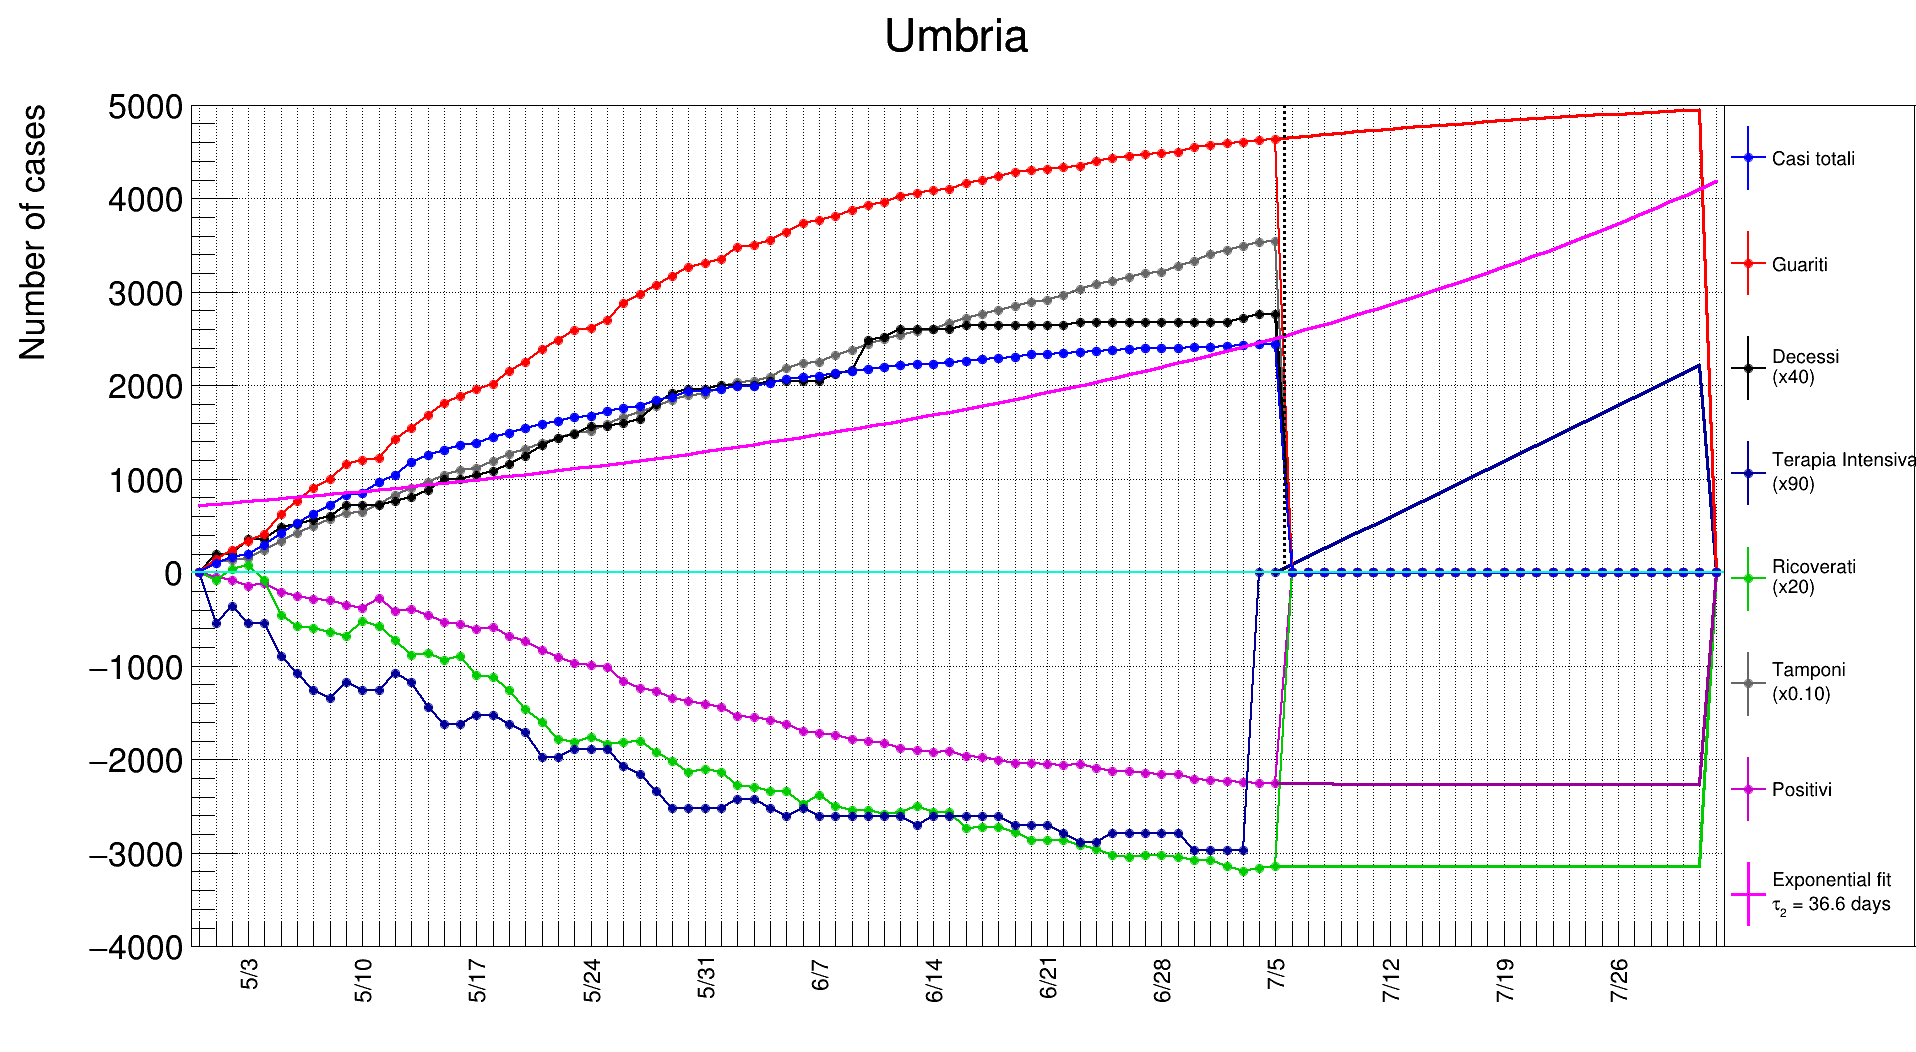 Umbria
Number of cases
5000
4000
3000
2000
1000
0
−1000
−2000
−3000
−4000
5/3
5/10
5/17
5/24
5/31
6/7
6/14
6/21
6/28
7/5
7/12
7/19
7/26
Casi totali
Guariti
Decessi
(x40)
Terapia Intensiva
(x90)
Ricoverati
(x20)
Tamponi
(x0.10)
Positivi
Exponential fit
τ2 = 36.6 days